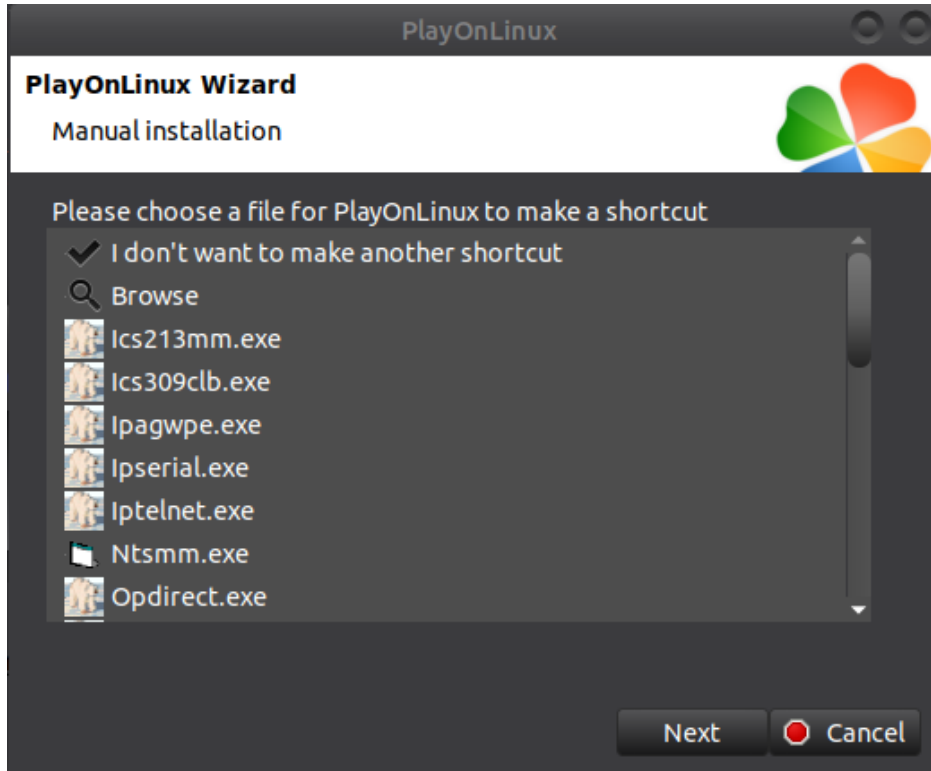 PlayOnLinux
PlayOnLinux Wizard
Manual installation
Please choose a file for PlayOnLinux to make a shortcut
I don't want to make another shortcut
Browse
Ics213mm.exe
Ics309clb.exe
Ipagwpe.exe
Ipserial.exe
Iptelnet.exe
Ntsmm.exe
Opdirect.exe
Next
Cancel